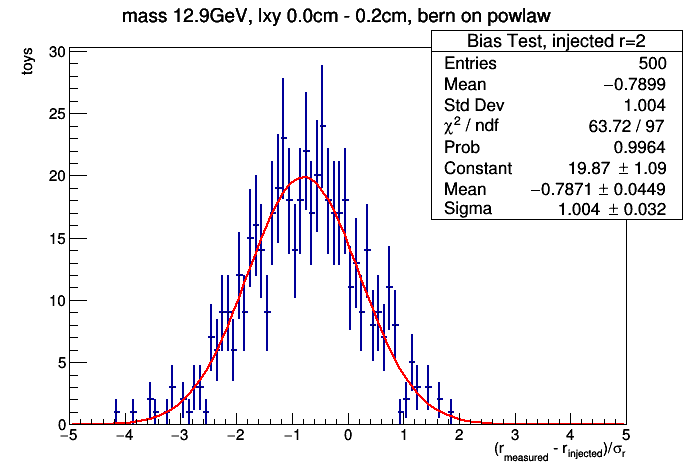 mass 12.9GeV, lxy 0.0cm - 0.2cm, bern on powlaw
Bias Test, injected r=2
Entries 500
Mean −0.7899
Std Dev 1.004
χ² / ndf 63.72 / 97
Prob 0.9964
Constant 19.87 ± 1.09
Mean −0.7871 ± 0.0449
Sigma 1.004 ± 0.032
toys
30
25
20
15
10
5
0
−5 −4 −3 −2 −1 0 1 2 3 4 5
(r_measured - r_injected)/σ_r